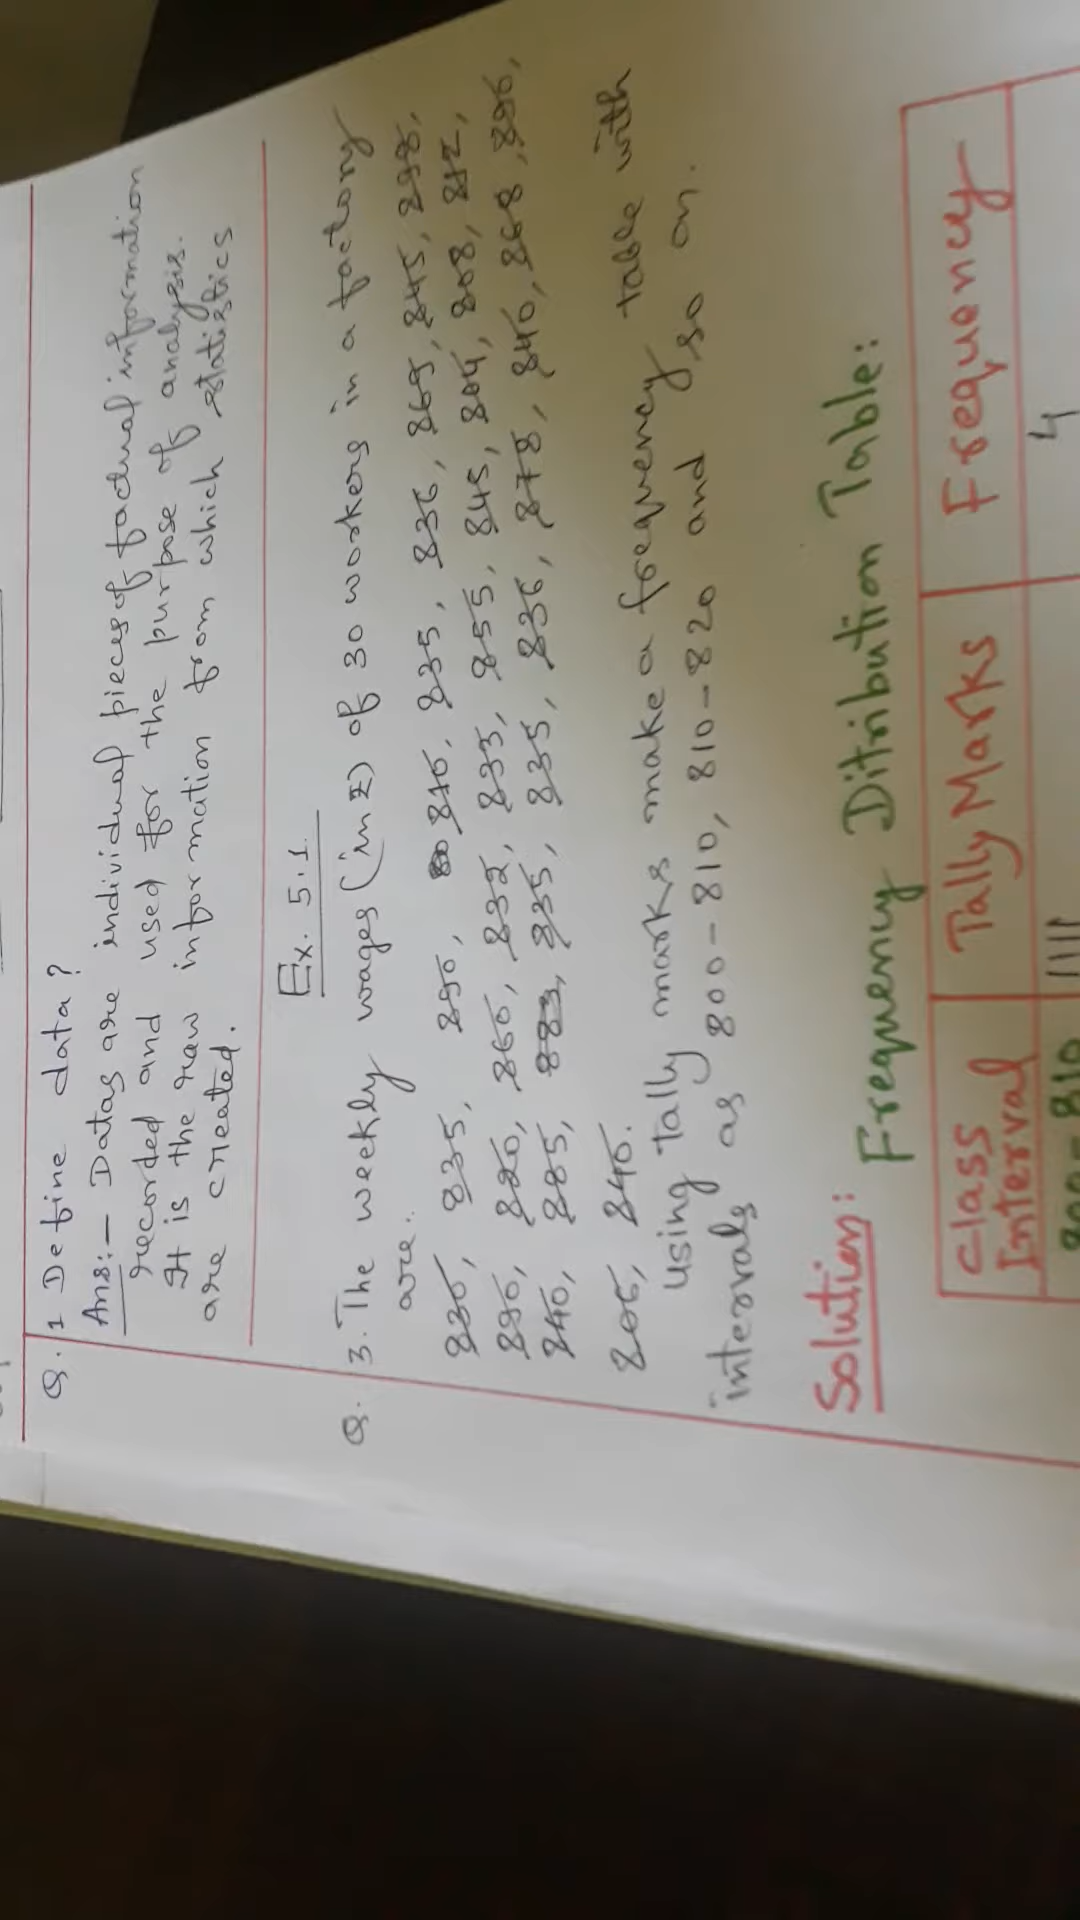 Q. 1 Define data?
Ans:- Datas are individual pieces of factual information
recorded and used for the purpose of analysis.
It is the raw information from which statistics
are created.
Ex. 5.1
Q. 3. The weekly wages (in ₹) of 30 workers in a factory
are.
830, 835, 890, 810, 835, 836, 869, 845, 898,
890, 820, 860, 832, 833, 855, 845, 804, 808, 812,
840, 885, 835, 835, 836, 878, 840, 868, 890,
806, 840.
using tally marks make a frequency table with
intervals as 800-810, 810-820 and so on.
Solution: Frequency Ditribution Table:
Class Interval Tally Marks Frequency
800-810 |||| 4